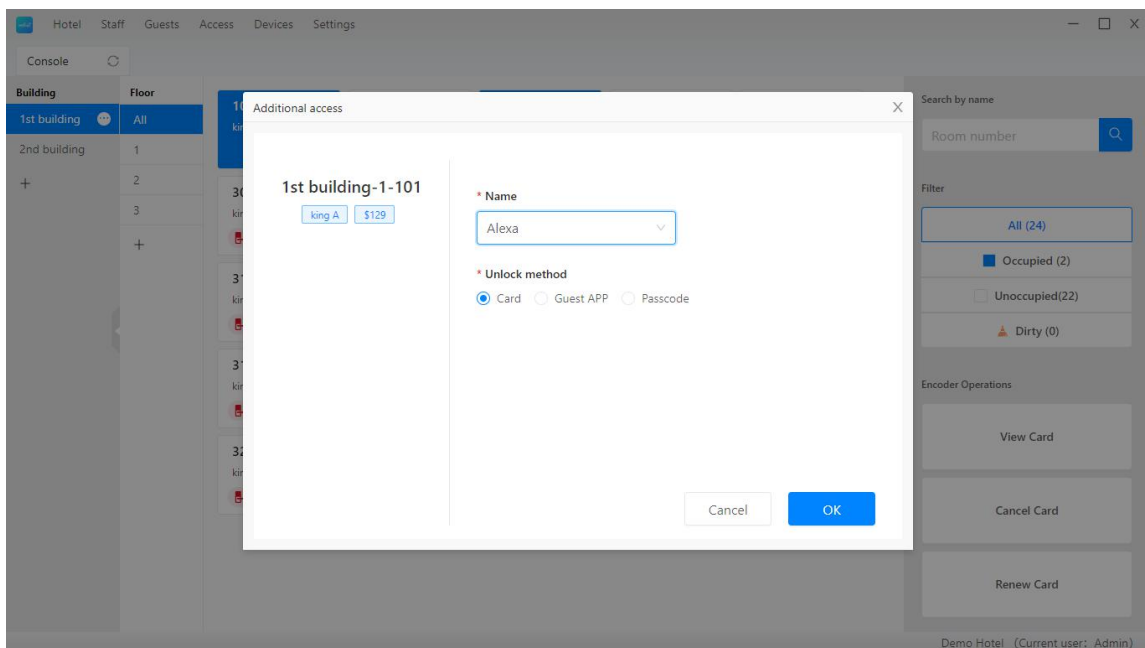 Hotel Staff Guests Access Devices Settings
Console
Building Floor
1st building All
2nd building 1
2
3
Additional access
1st building-1-101
king A $129
* Name
Alexa
* Unlock method
Card Guest APP Passcode
Cancel OK
Search by name
Room number
Filter
All (24)
Occupied (2)
Unoccupied(22)
Dirty (0)
Encoder Operations
View Card
Cancel Card
Renew Card
Demo Hotel (Current user: Admin)